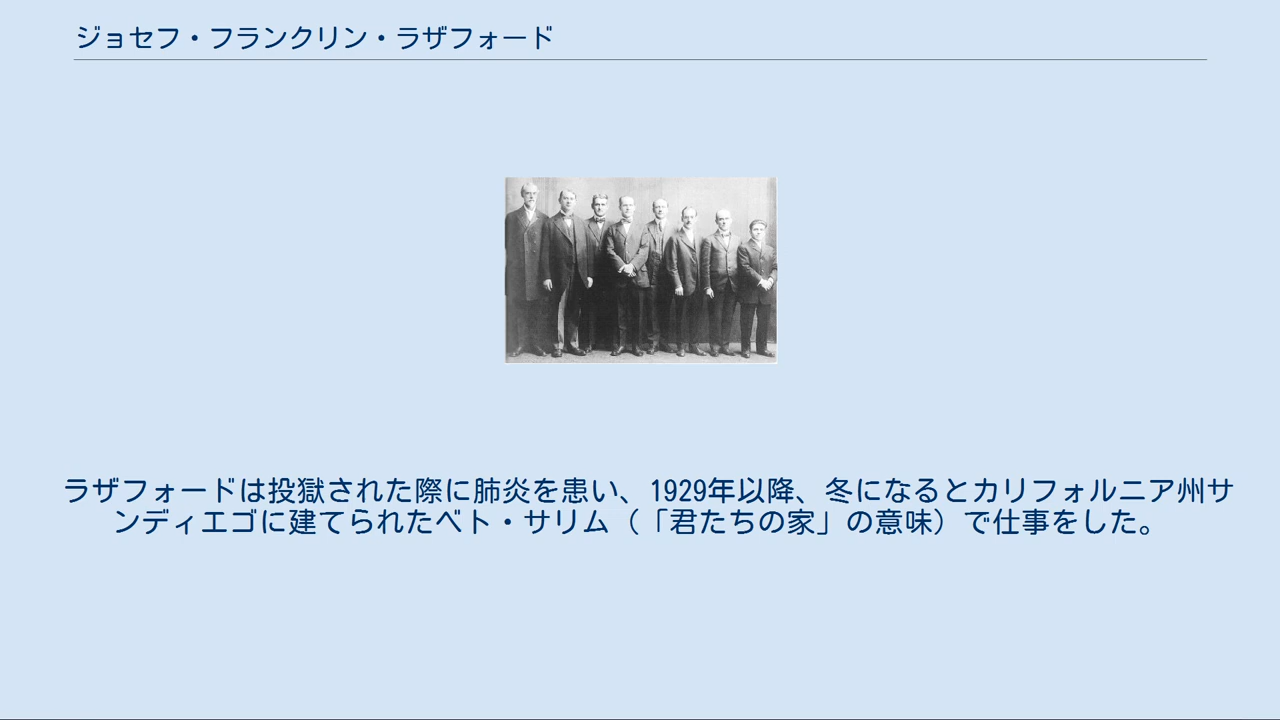 ジョセフ・フランクリン・ラザフォード
ラザフォードは投獄された際に肺炎を患い、1929年以降、冬になるとカリフォルニア州サ
ンディエゴに建てられたベト・サリム（「君たちの家」の意味）で仕事をした。